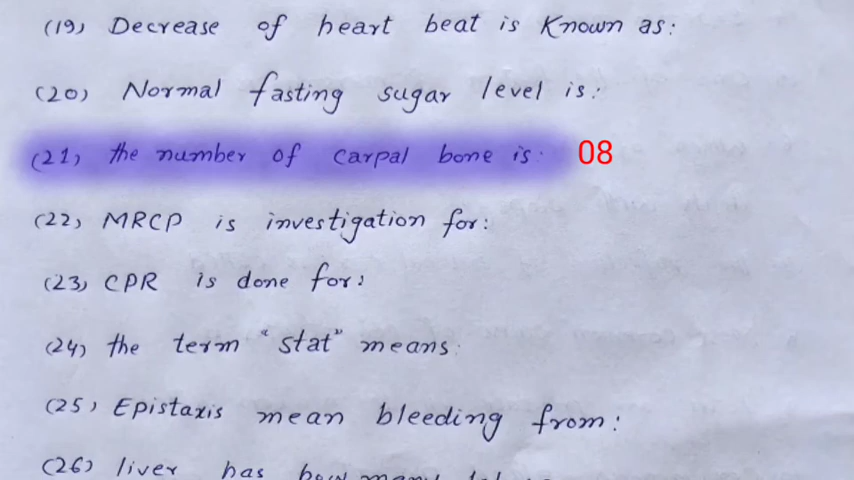 (19) Decrease of heart beat is Known as:
(20) Normal fasting sugar level is:
(21) the number of carpal bone is: 08
(22) MRCP is investigation for:
(23) CPR is done for:
(24) the term "stat" means:
(25) Epistaxis mean bleeding from:
(26) liver has how many